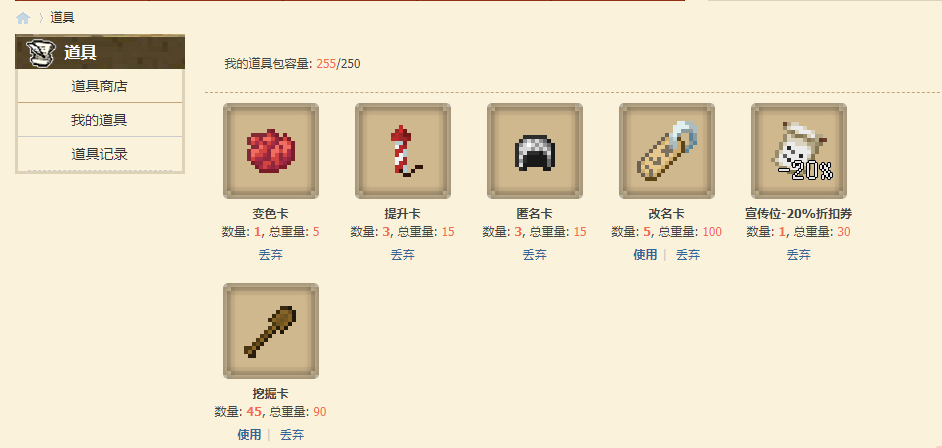 道具
道具
道具商店
我的道具
道具记录
我的道具包容量: 255/250
变色卡
数量: 1, 总重量: 5
丢弃
提升卡
数量: 3, 总重量: 15
丢弃
匿名卡
数量: 3, 总重量: 15
丢弃
改名卡
数量: 5, 总重量: 100
使用 | 丢弃
-20%
宣传位-20%折扣券
数量: 1, 总重量: 30
丢弃
挖掘卡
数量: 45, 总重量: 90
使用 | 丢弃